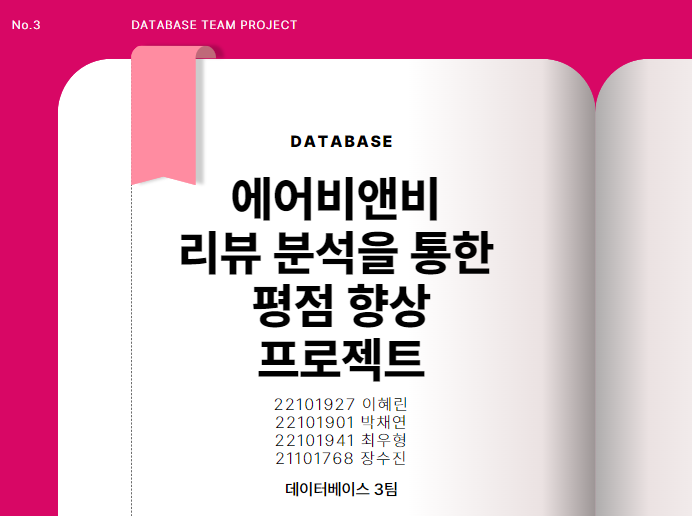 No.3
DATABASE TEAM PROJECT
DATABASE
에어비앤비
리뷰 분석을 통한
평점 향상
프로젝트
22101927 이혜린
22101901 박채연
22101941 최우형
21101768 장수진
데이터베이스 3팀